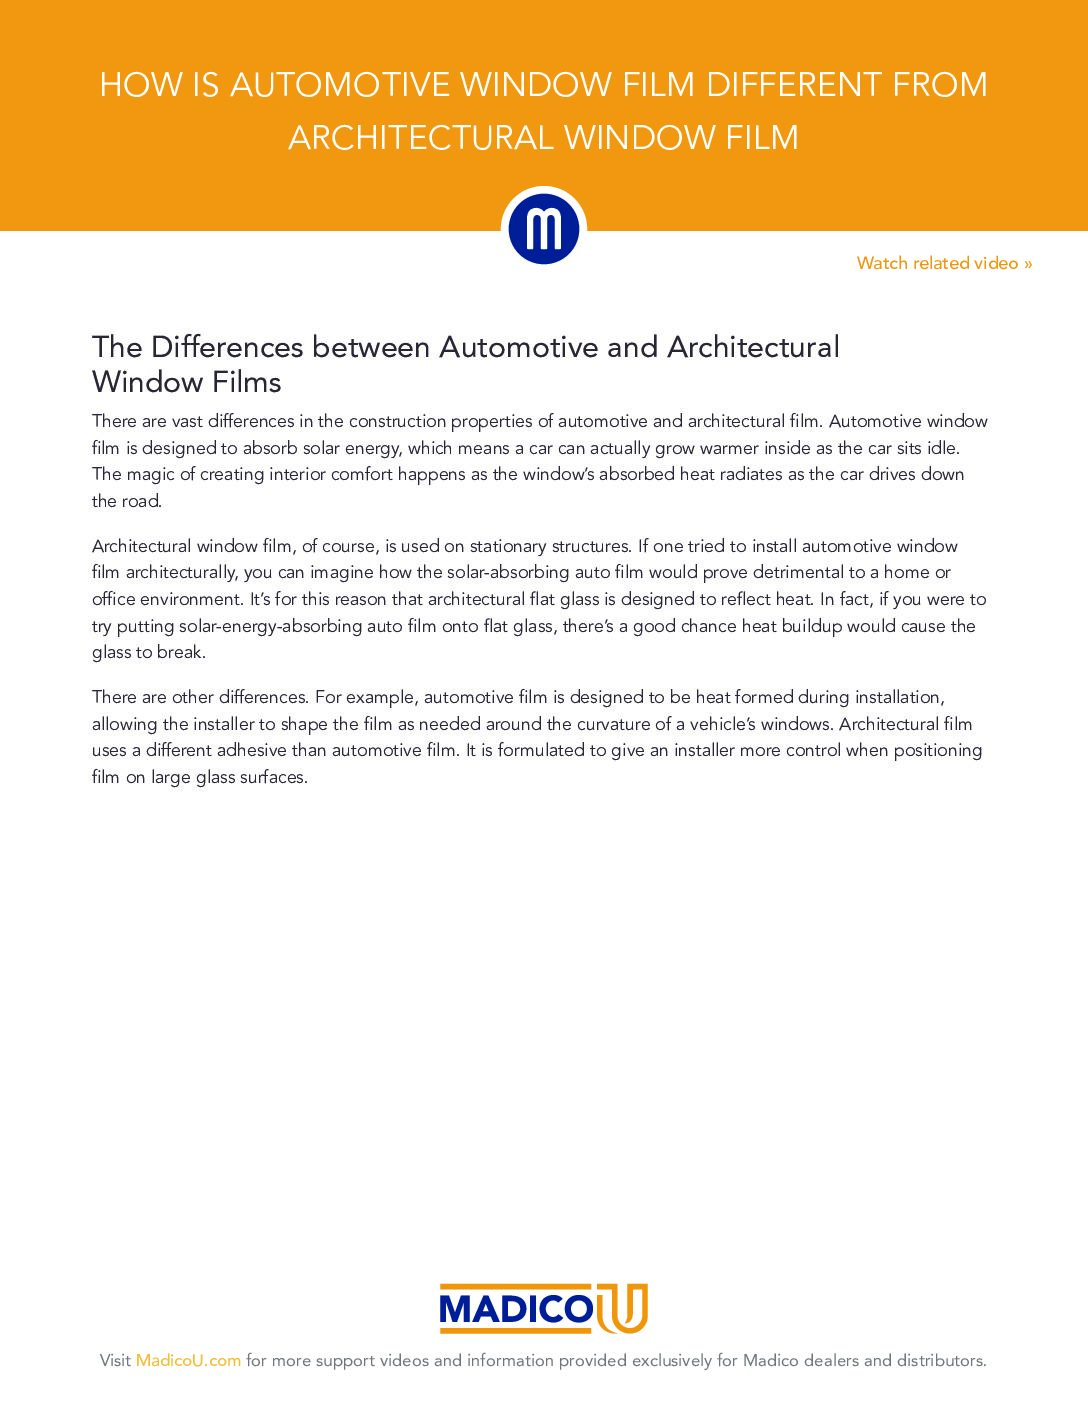 HOW IS AUTOMOTIVE WINDOW FILM DIFFERENT FROM
ARCHITECTURAL WINDOW FILM
m
Watch related video »
The Differences between Automotive and Architectural
Window Films
There are vast differences in the construction properties of automotive and architectural film. Automotive window
film is designed to absorb solar energy, which means a car can actually grow warmer inside as the car sits idle.
The magic of creating interior comfort happens as the window’s absorbed heat radiates as the car drives down
the road.
Architectural window film, of course, is used on stationary structures. If one tried to install automotive window
film architecturally, you can imagine how the solar-absorbing auto film would prove detrimental to a home or
office environment. It’s for this reason that architectural flat glass is designed to reflect heat. In fact, if you were to
try putting solar-energy-absorbing auto film onto flat glass, there’s a good chance heat buildup would cause the
glass to break.
There are other differences. For example, automotive film is designed to be heat formed during installation,
allowing the installer to shape the film as needed around the curvature of a vehicle’s windows. Architectural film
uses a different adhesive than automotive film. It is formulated to give an installer more control when positioning
film on large glass surfaces.
MADICO U
Visit MadicoU.com for more support videos and information provided exclusively for Madico dealers and distributors.